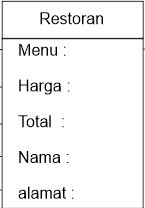 Restoran
Menu :
Harga :
Total :
Nama :
alamat :